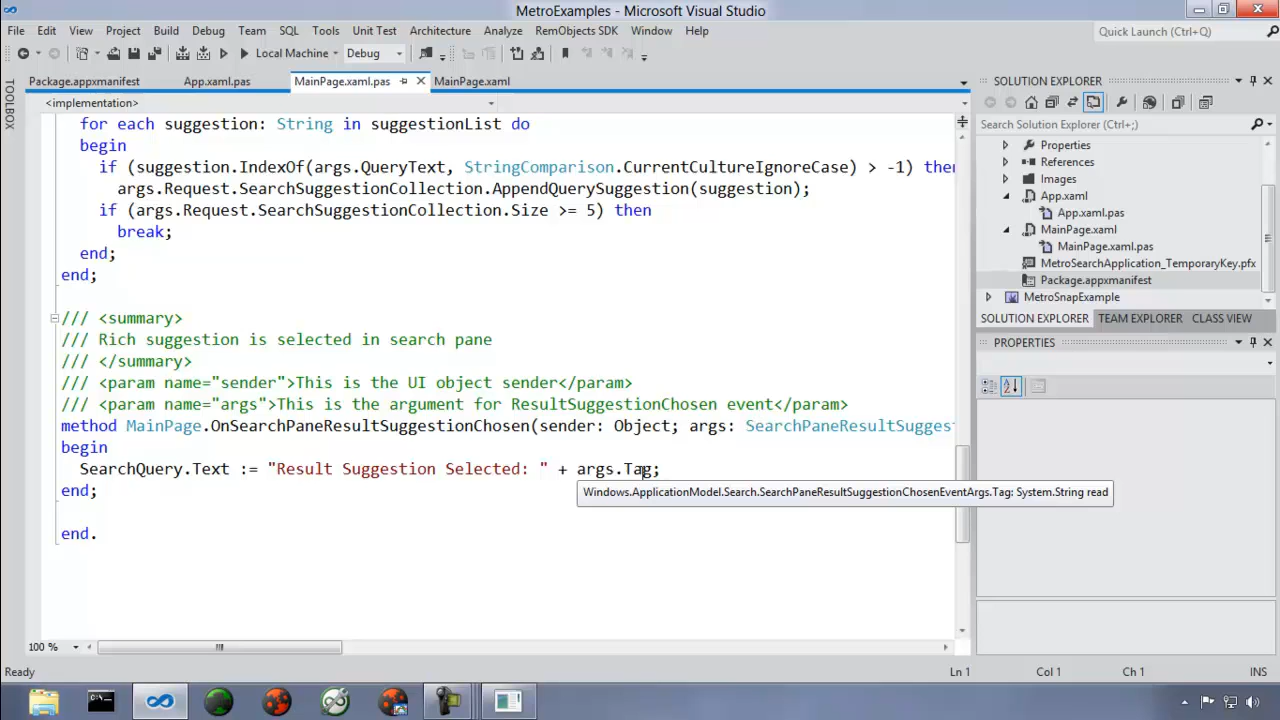 MetroExamples - Microsoft Visual Studio
File Edit View Project Build Debug Team SQL Tools Unit Test Architecture Analyze RemObjects SDK Window Help
Quick Launch (Ctrl+;)
Local Machine Debug
Package.appxmanifest App.xaml.pas MainPage.xaml.pas MainPage.xaml
TOOLBOX
<implementation>
for each suggestion: String in suggestionList do
begin
if (suggestion.IndexOf(args.QueryText, StringComparison.CurrentCultureIgnoreCase) > -1) then
args.Request.SearchSuggestionCollection.AppendQuerySuggestion(suggestion);
if (args.Request.SearchSuggestionCollection.Size >= 5) then
break;
end;
end;
/// <summary>
/// Rich suggestion is selected in search pane
/// </summary>
/// <param name="sender">This is the UI object sender</param>
/// <param name="args">This is the argument for ResultSuggestionChosen event</param>
method MainPage.OnSearchPaneResultSuggestionChosen(sender: Object; args: SearchPaneResultSugges
begin
SearchQuery.Text := "Result Suggestion Selected: " + args.Tag;
end;
Windows.ApplicationModel.Search.SearchPaneResultSuggestionChosenEventArgs.Tag: System.String read
end.
100 %
SOLUTION EXPLORER
Search Solution Explorer (Ctrl+;)
Properties
References
Images
App.xaml
App.xaml.pas
MainPage.xaml
MainPage.xaml.pas
MetroSearchApplication_TemporaryKey.pfx
Package.appxmanifest
MetroSnapExample
SOLUTION EXPLORER TEAM EXPLORER CLASS VIEW
PROPERTIES
Ready Ln 1 Col 1 Ch 1 INS